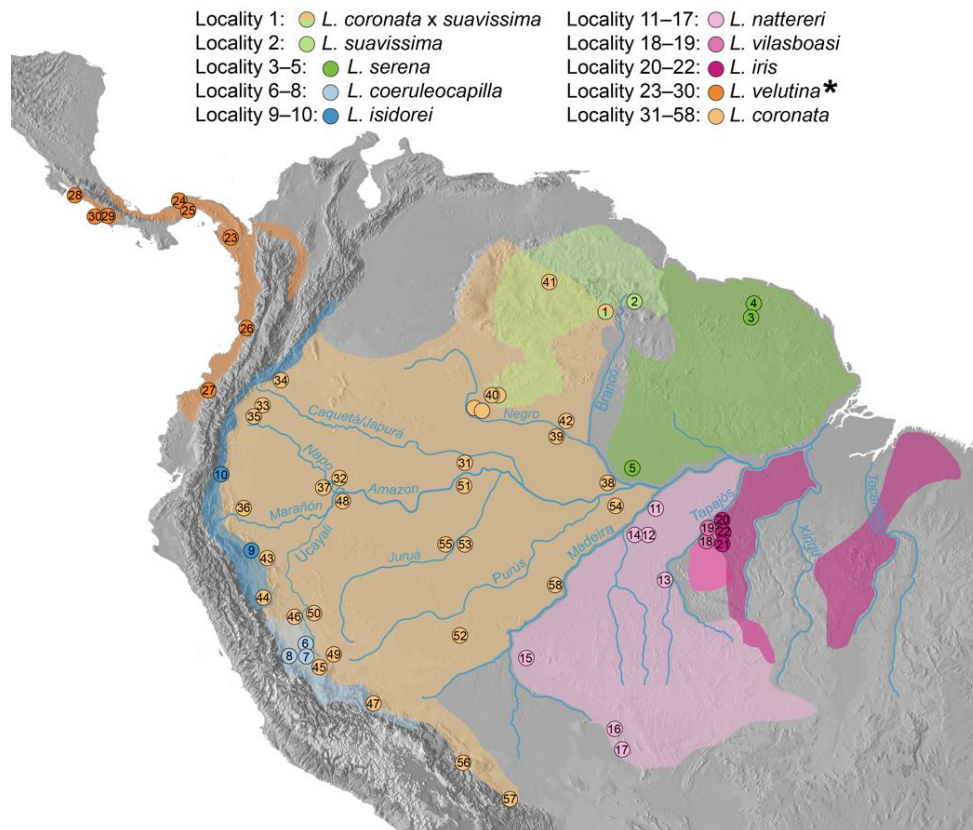 Locality 1: L. coronata x suavissima
Locality 2: L. suavissima
Locality 3–5: L. serena
Locality 6–8: L. coeruleocapilla
Locality 9–10: L. isidorei
Locality 11–17: L. nattereri
Locality 18–19: L. vilasboasi
Locality 20–22: L. iris
Locality 23–30: L. velutina*
Locality 31–58: L. coronata
28
24
30 29
25
23
41
2
4
1
3
26
34
27
40
33
35
Caquetá/Japurá
Negro
Branco
42
39
31
5
10
Napo
32
37
Amazon
51
38
48
36
Marañón
54
11
Tapajós
20
19
22
Xingu
Tocantins
Ucayali
Madeira
14 12
18
21
9
43
55 53
Juruá
Purús
58
13
44
46
50
52
6
8
7
49
45
15
47
16
17
56
57